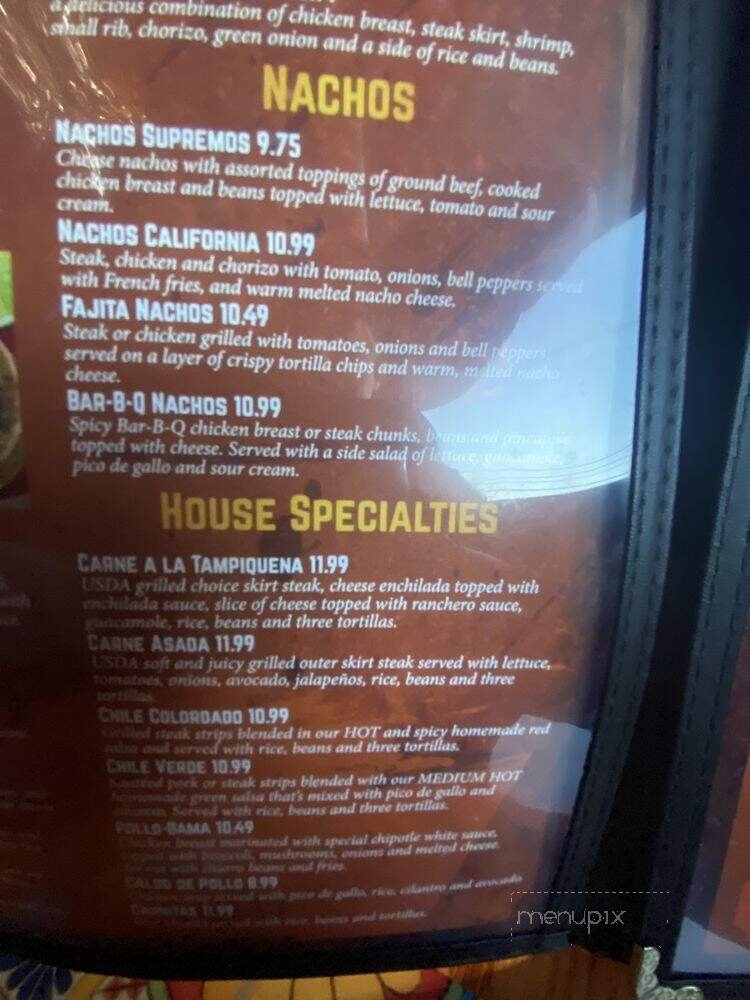 a delicious combination of chicken breast, steak skirt, shrimp,
small rib, chorizo, green onion and a side of rice and beans.
NACHOS
NACHOS SUPREMOS 9.75
Cheese nachos with assorted toppings of ground beef, cooked
chicken breast and beans topped with lettuce, tomato and sour
cream.
NACHOS CALIFORNIA 10.99
Steak, chicken and chorizo with tomato, onions, bell peppers served
with French fries, and warm melted nacho cheese.
FAJITA NACHOS 10.49
Steak or chicken grilled with tomatoes, onions and bell peppers
served on a layer of crispy tortilla chips and warm, melted nacho
cheese.
BAR-B-Q NACHOS 10.99
Spicy Bar-B-Q chicken breast or steak chunks, beans and pineapple
topped with cheese. Served with a side salad of lettuce, guacamole,
pico de gallo and sour cream.
HOUSE SPECIALTIES
CARNE A LA TAMPIQUENA 11.99
USDA grilled choice skirt steak, cheese enchilada topped with
enchilada sauce, slice of cheese topped with ranchero sauce,
guacamole, rice, beans and three tortillas.
CARNE ASADA 11.99
USDA soft and juicy grilled outer skirt steak served with lettuce,
tomatoes, onions, avocado, jalapeños, rice, beans and three
tortillas.
CHILE COLORDADO 10.99
Grilled steak strips blended in our HOT and spicy homemade red
salsa and served with rice, beans and three tortillas.
CHILE VERDE 10.99
Roasted pork or steak strips blended with our MEDIUM HOT
homemade green salsa that's mixed with pico de gallo and
cilantro. Served with rice, beans and three tortillas.
POLLO-BAMA 10.49
Chicken breast marinated with special chipotle white sauce,
with broccoli, mushrooms, onions and melted cheese.
beans and fries.
CALDO DE POLLO 8.99
served with pico de gallo, rice, cilantro and avocado
CARNITAS 11.99
served with rice, beans and tortillas.
menupix